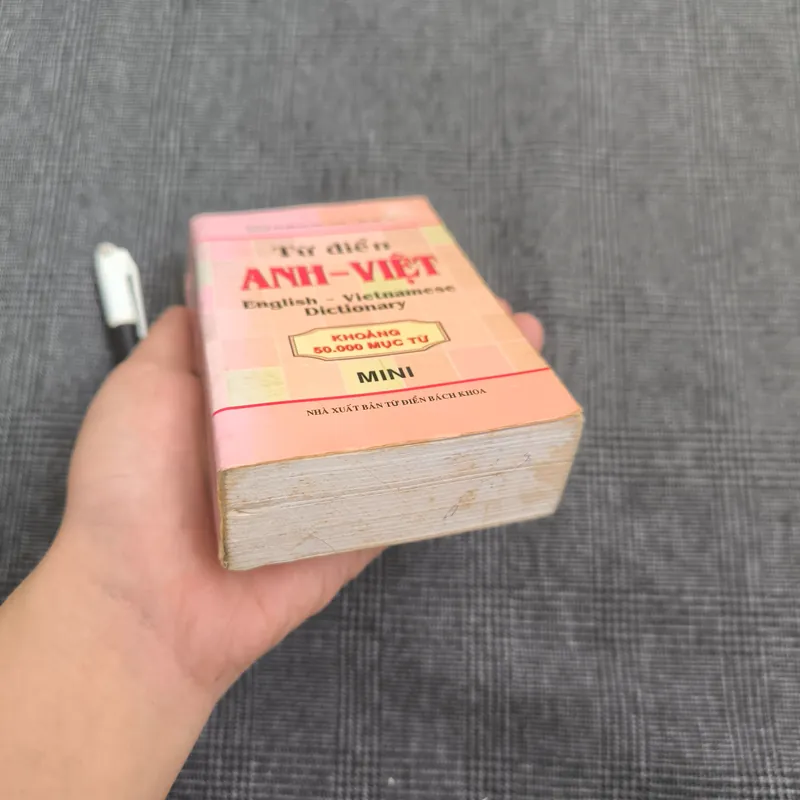 Từ điển
ANH - VIỆT
English - Vietnamese
Dictionary
KHOẢNG
50.000 MỤC TỪ
MINI
NHÀ XUẤT BẢN TỪ ĐIỂN BÁCH KHOA